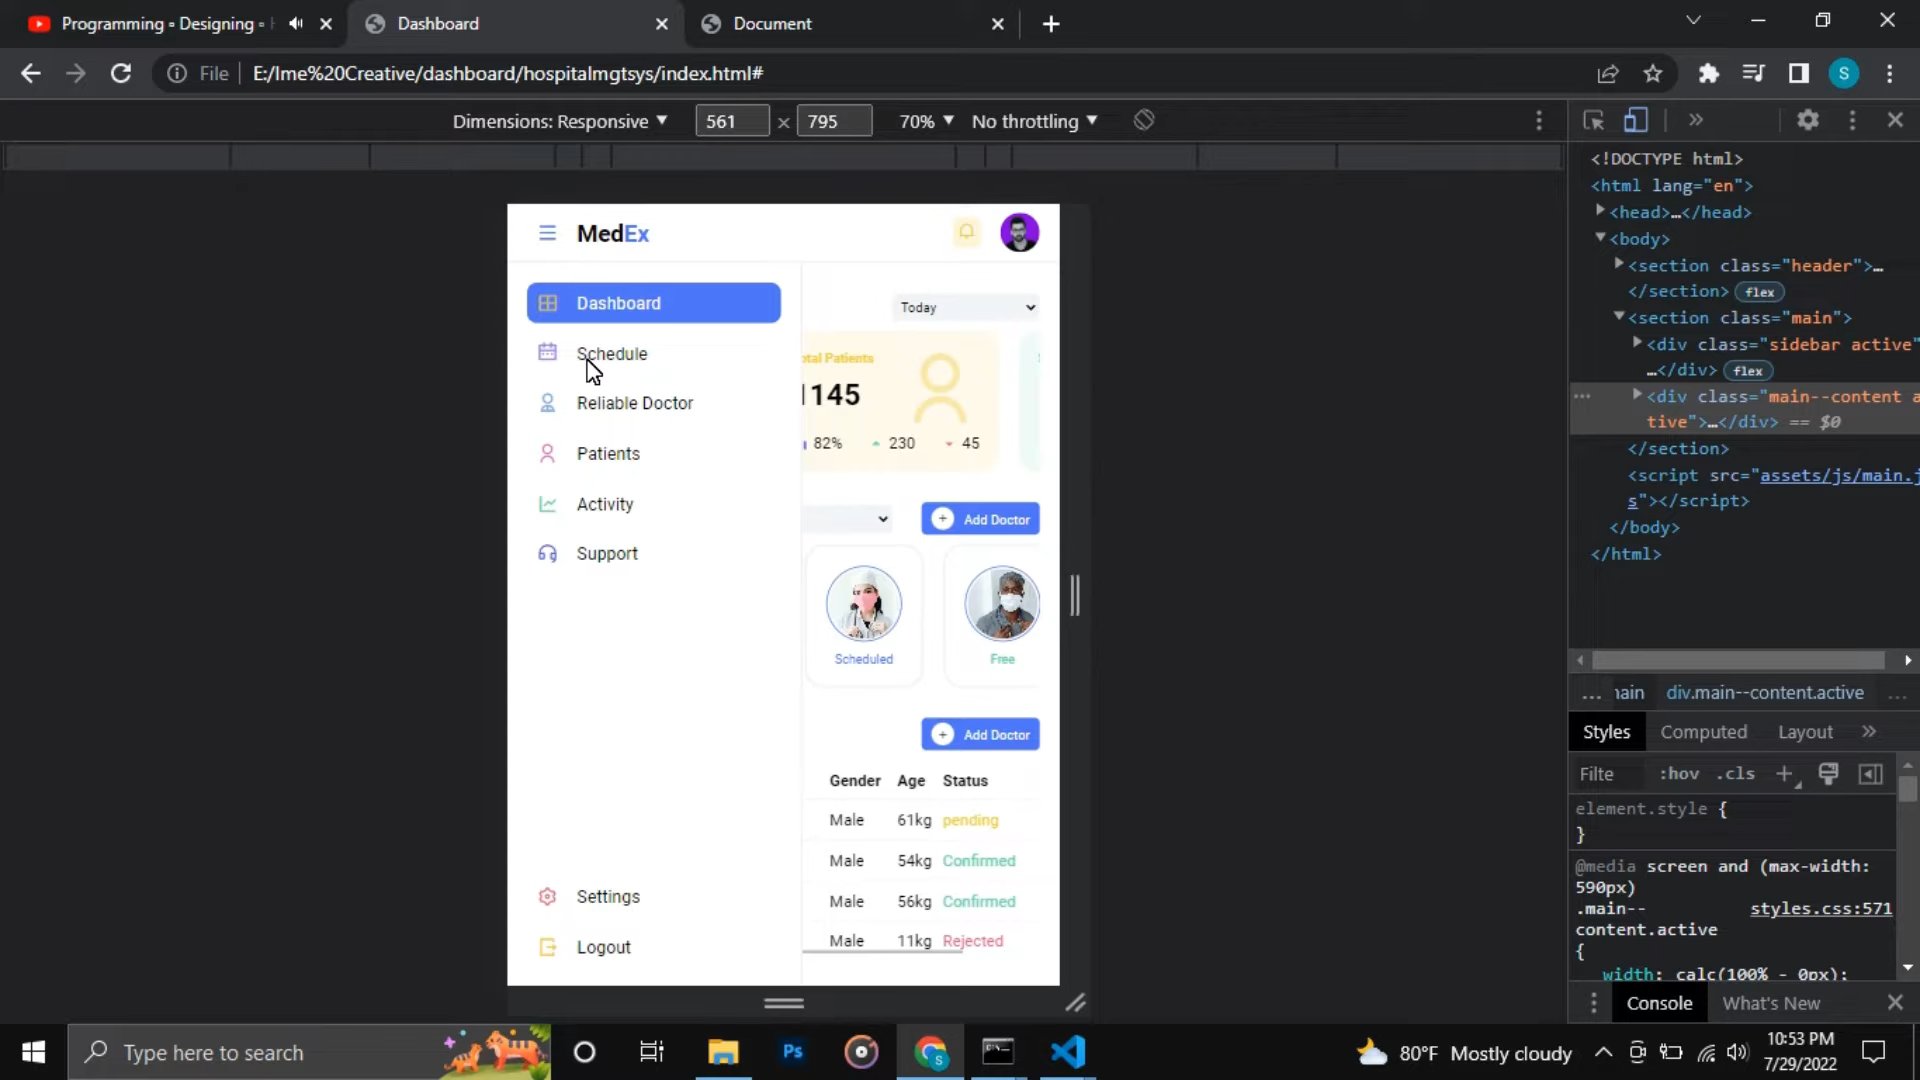 Programming ▫ Designing ▫
Dashboard
Document
File
E:/Ime%20Creative/dashboard/hospitalmgtsys/index.html#
S
Dimensions: Responsive
561 × 795
70%
No throttling
<!DOCTYPE html>
<html lang="en">
<head>…</head>
<body>
<section class="header">…
</section>
flex
<section class="main">
<div class="sidebar active"
…</div>
flex
<div class="main--content a
ctive">…</div> == $0
</section>
<script src="assets/js/main.j
s"></script>
</body>
</html>
… div.main--content.active …
Styles
Computed
Layout
Filte
:hov .cls
element.style {
}
@media screen and (max-width:
590px)
.main--
styles.css:571
content.active
{
width: calc(100% - 0px);
Console
What's New
MedEx
Dashboard
Schedule
Reliable Doctor
Patients
Activity
Support
Settings
Logout
Today
otal Patients
1145
82%
230
45
Add Doctor
Scheduled
Free
Add Doctor
Gender Age Status
Male 61kg pending
Male 54kg Confirmed
Male 56kg Confirmed
Male 11kg Rejected
Type here to search
Ps
80°F Mostly cloudy
10:53 PM
7/29/2022